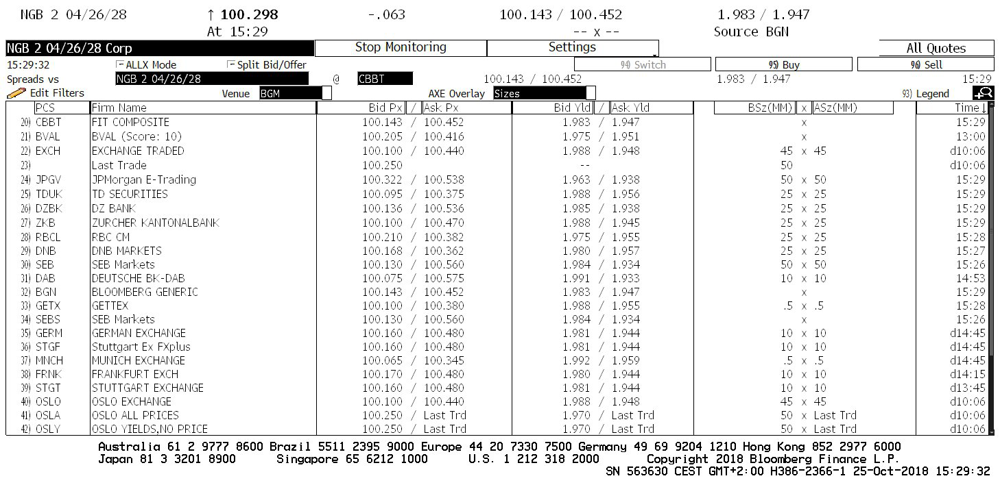 NGB 2 04/26/28 ↑ 100.298 -.063 100.143 / 100.452 1.983 / 1.947
At 15:29 -- x -- Source BGN
NGB 2 04/26/28 Corp Stop Monitoring Settings All Quotes
15:29:32 ALLX Mode Split Bid/Offer 94) Switch 95) Buy 96) Sell
Spreads vs NGB 2 04/26/28 @ CBBT 100.143 / 100.452 1.983 / 1.947 15:29
Edit Filters Venue BGM AXE Overlay Sizes 93) Legend
PCS Firm Name Bid Px / Ask Px Bid Yld / Ask Yld BSz(MM) x ASz(MM) Time↓
20) CBBT FIT COMPOSITE 100.143 / 100.452 1.983 / 1.947 x 15:29
21) BVAL BVAL (Score: 10) 100.205 / 100.416 1.975 / 1.951 x 13:00
22) EXCH EXCHANGE TRADED 100.100 / 100.440 1.988 / 1.948 45 x 45 d10:06
23) Last Trade 100.250 -- 50 d10:06
24) JPGV JPMorgan E-Trading 100.322 / 100.538 1.963 / 1.938 50 x 50 15:29
25) TDUK TD SECURITIES 100.095 / 100.375 1.988 / 1.956 25 x 25 15:29
26) DZBK DZ BANK 100.136 / 100.536 1.985 / 1.938 25 x 25 15:29
27) ZKB ZURCHER KANTONALBANK 100.100 / 100.470 1.988 / 1.945 25 x 25 15:29
28) RBCL RBC CM 100.210 / 100.382 1.975 / 1.955 25 x 25 15:28
29) DNB DNB MARKETS 100.168 / 100.362 1.980 / 1.957 25 x 25 15:27
30) SEB SEB Markets 100.130 / 100.560 1.984 / 1.934 50 x 50 15:26
31) DAB DEUTSCHE BK-DAB 100.075 / 100.575 1.991 / 1.933 10 x 10 14:53
32) BGN BLOOMBERG GENERIC 100.143 / 100.452 1.983 / 1.947 x 15:29
33) GETX GETTEX 100.100 / 100.380 1.988 / 1.955 .5 x .5 15:28
34) SEBS SEB Markets 100.130 / 100.560 1.984 / 1.934 x 15:26
35) GERM GERMAN EXCHANGE 100.160 / 100.480 1.981 / 1.944 10 x 10 d14:45
36) STGF Stuttgart Ex FXplus 100.160 / 100.480 1.981 / 1.944 10 x 10 d14:45
37) MNCH MUNICH EXCHANGE 100.065 / 100.345 1.992 / 1.959 .5 x .5 d14:45
38) FRNK FRANKFURT EXCH 100.170 / 100.480 1.980 / 1.944 10 x 10 d14:15
39) STGT STUTTGART EXCHANGE 100.160 / 100.480 1.981 / 1.944 10 x 10 d13:45
40) OSLO OSLO EXCHANGE 100.100 / 100.440 1.988 / 1.948 45 x 45 d10:06
41) OSLA OSLO ALL PRICES 100.250 / Last Trd 1.970 / Last Trd 50 x Last Trd d10:06
42) OSLY OSLO YIELDS,NO PRICE 100.250 / Last Trd 1.970 / Last Trd 50 x Last Trd d10:06
Australia 61 2 9777 8600 Brazil 5511 2395 9000 Europe 44 20 7330 7500 Germany 49 69 9204 1210 Hong Kong 852 2977 6000
Japan 81 3 3201 8900 Singapore 65 6212 1000 U.S. 1 212 318 2000 Copyright 2018 Bloomberg Finance L.P.
SN 563630 CEST GMT+2:00 H386-2366-1 25-Oct-2018 15:29:32